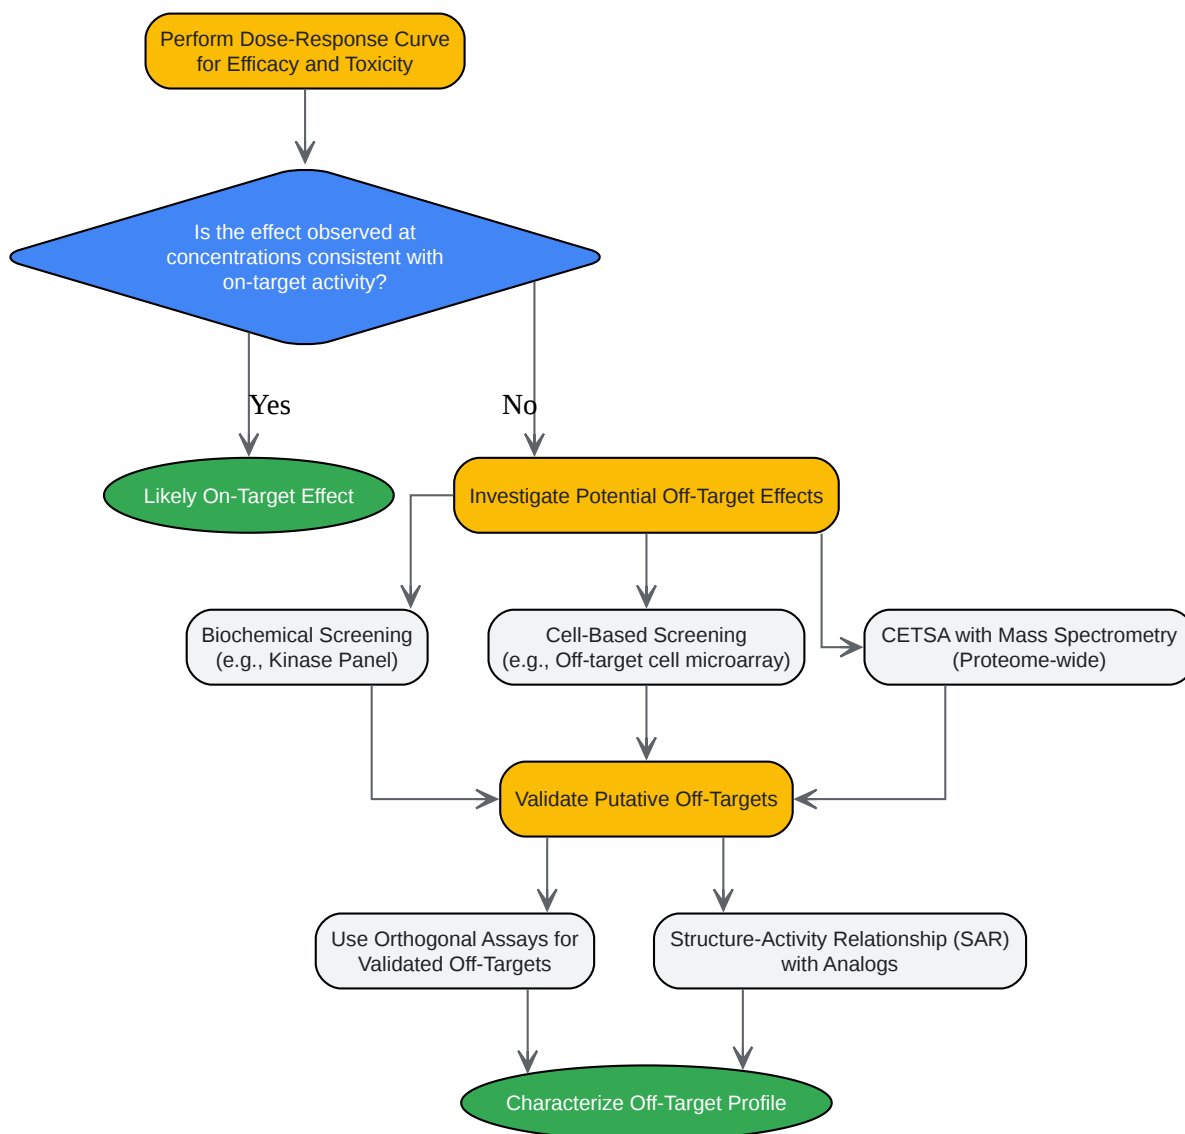 Perform Dose-Response Curve
for Efficacy and Toxicity
Is the effect observed at
concentrations consistent with
on-target activity?
Yes
No
Likely On-Target Effect
Investigate Potential Off-Target Effects
Biochemical Screening
(e.g., Kinase Panel)
Cell-Based Screening
(e.g., Off-target cell microarray)
CETSA with Mass Spectrometry
(Proteome-wide)
Validate Putative Off-Targets
Use Orthogonal Assays for
Validated Off-Targets
Structure-Activity Relationship (SAR)
with Analogs
Characterize Off-Target Profile